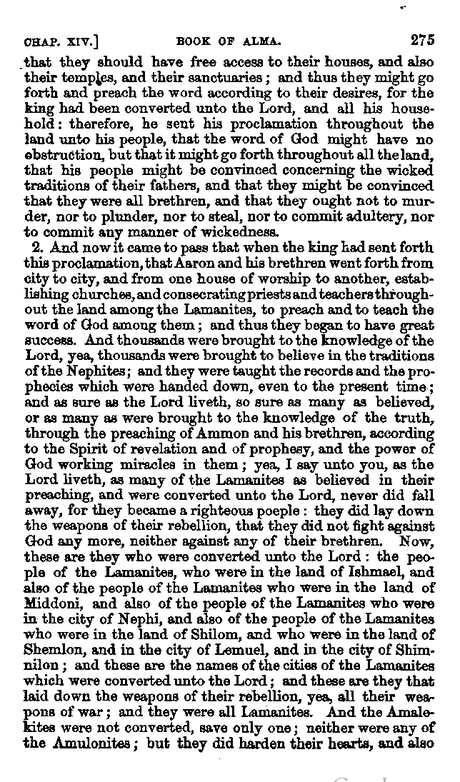 CHAP. XIV.] BOOK OF ALMA. 275
that they should have free access to their houses, and also
their temples, and their sanctuaries; and thus they might go
forth and preach the word according to their desires, for the
king had been converted unto the Lord, and all his house-
hold: therefore, he sent his proclamation throughout the
land unto his people, that the word of God might have no
obstruction, but that it might go forth throughout all the land,
that his people might be convinced concerning the wicked
traditions of their fathers, and that they might be convinced
that they were all brethren, and that they ought not to mur-
der, nor to plunder, nor to steal, nor to commit adultery, nor
to commit any manner of wickedness.
2. And now it came to pass that when the king had sent forth
this proclamation, that Aaron and his brethren went forth from
city to city, and from one house of worship to another, estab-
lishing churches, and consecrating priests and teachers through-
out the land among the Lamanites, to preach and to teach the
word of God among them; and thus they began to have great
success. And thousands were brought to the knowledge of the
Lord, yea, thousands were brought to believe in the traditions
of the Nephites; and they were taught the records and the pro-
phecies which were handed down, even to the present time;
and as sure as the Lord liveth, so sure as many as believed,
or as many as were brought to the knowledge of the truth,
through the preaching of Ammon and his brethren, according
to the Spirit of revelation and of prophesy, and the power of
God working miracles in them; yea, I say unto you, as the
Lord liveth, as many of the Lamanites as believed in their
preaching, and were converted unto the Lord, never did fall
away, for they became a righteous poeple: they did lay down
the weapons of their rebellion, that they did not fight against
God any more, neither against any of their brethren. Now,
these are they who were converted unto the Lord: the peo-
ple of the Lamanites, who were in the land of Ishmael, and
also of the people of the Lamanites who were in the land of
Middoni, and also of the people of the Lamanites who were
in the city of Nephi, and also of the people of the Lamanites
who were in the land of Shilom, and who were in the land of
Shemlon, and in the city of Lemuel, and in the city of Shim-
nilon; and these are the names of the cities of the Lamanites
which were converted unto the Lord; and these are they that
laid down the weapons of their rebellion, yea, all their wea-
pons of war; and they were all Lamanites. And the Amale-
kites were not converted, save only one; neither were any of
the Amulonites; but they did harden their hearts, and also